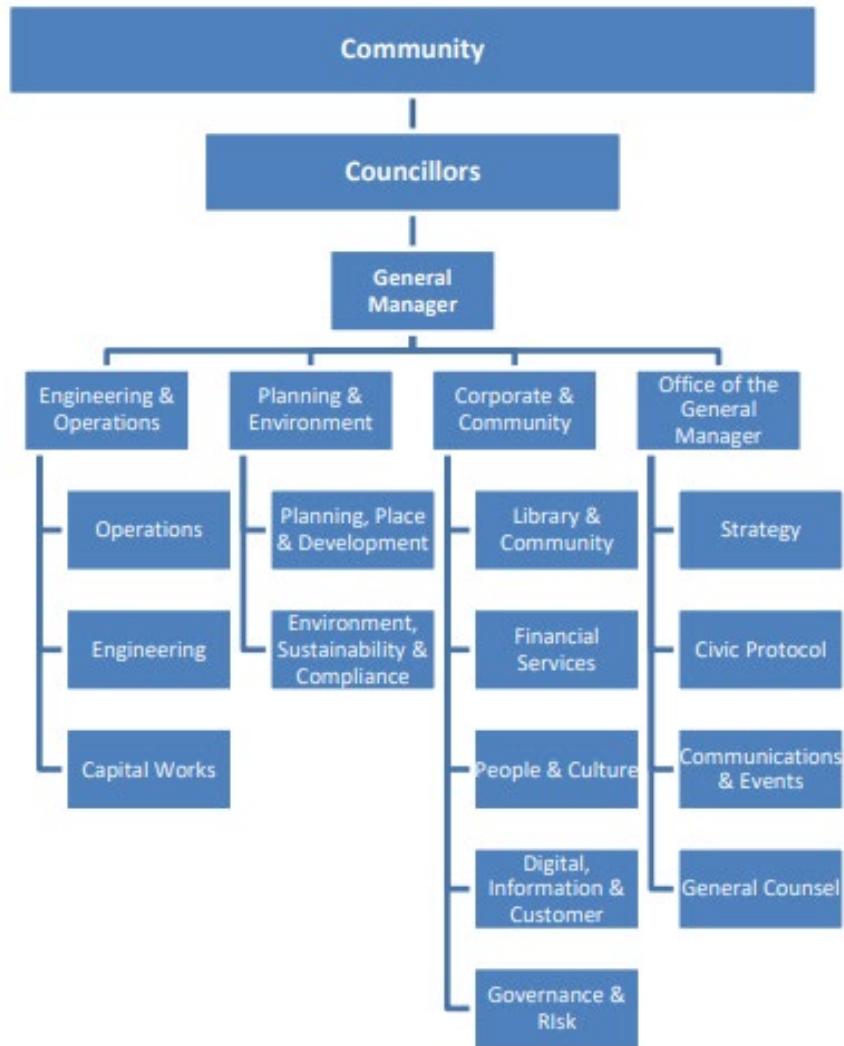 Community
Councillors
General
Manager
Engineering &
Operations
Planning &
Environment
Corporate &
Community
Office of the
General
Manager
Operations
Engineering
Capital Works
Planning, Place
& Development
Environment,
Sustainability &
Compliance
Library &
Community
Financial
Services
People & Culture
Digital,
Information &
Customer
Governance &
RIsk
Strategy
Civic Protocol
Communications
& Events
General Counsel